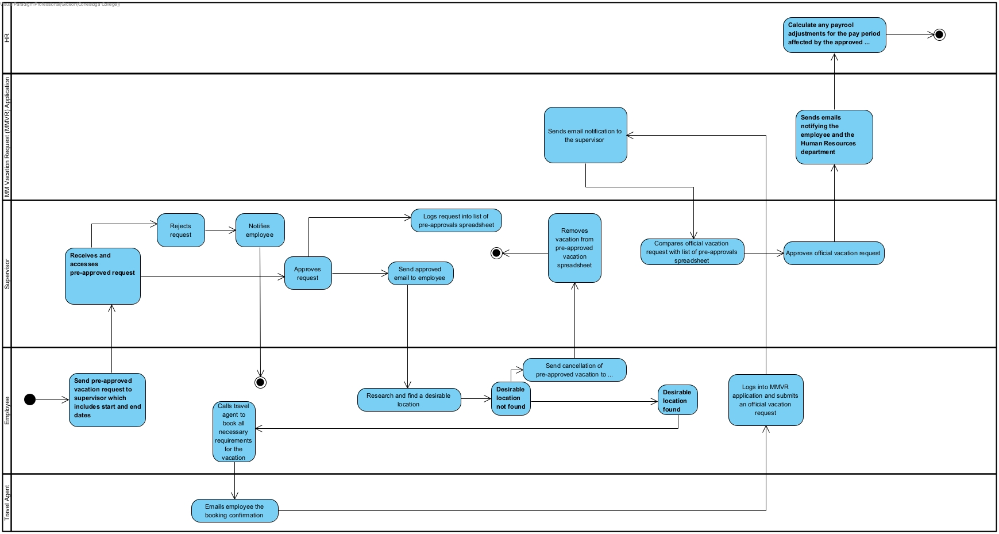 Visual Paradigm Professional(Gideon(Conestoga College))
HR
Calculate any payrool
adjustments for the pay period
affected by the approved ...
MM Vacation Request (MMVR) Application
Sends email notification to
the supervisor
Sends emails
notifying the
employee and the
Human Resources
department
Supervisor
Rejects
request
Notifies
employee
Logs request into list of
pre-approvals spreadsheet
Receives and
accesses
pre-approved request
Approves
request
Send approved
email to employee
Removes
vacation from
pre-approved
vacation
spreadsheet
Compares official vacation
request with list of pre-approvals
spreadsheet
Approves official vacation request
Employee
Send pre-approved
vacation request to
supervisor which
includes start and end
dates
Calls travel
agent to
book all
necessary
requirements
for the
vacation
Research and find a desirable
location
Send cancellation of
pre-approved vacation to ...
Desirable
location
not found
Desirable
location
found
Logs into MMVR
application and submits
an official vacation
request
Travel Agent
Emails employee the
booking confirmation